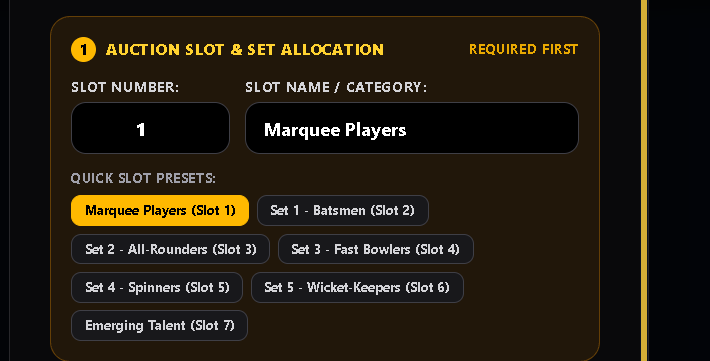 1 AUCTION SLOT & SET ALLOCATION REQUIRED FIRST
SLOT NUMBER: SLOT NAME / CATEGORY:
1 Marquee Players
QUICK SLOT PRESETS:
Marquee Players (Slot 1) Set 1 - Batsmen (Slot 2)
Set 2 - All-Rounders (Slot 3) Set 3 - Fast Bowlers (Slot 4)
Set 4 - Spinners (Slot 5) Set 5 - Wicket-Keepers (Slot 6)
Emerging Talent (Slot 7)